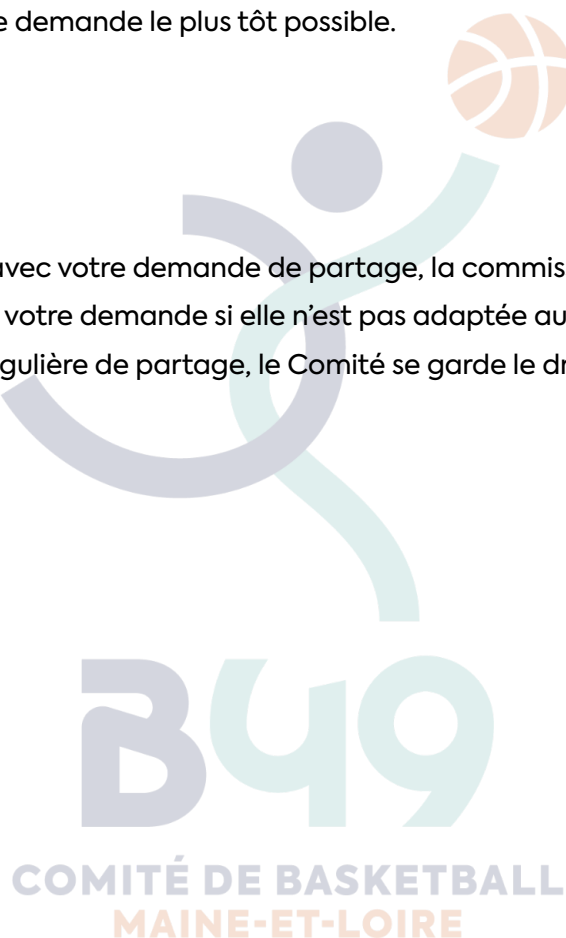 demande le plus tôt possible.
avec votre demande de partage, la commis
votre demande si elle n'est pas adaptée au
gulière de partage, le Comité se garde le dr
B49
COMITÉ DE BASKETBALL
MAINE-ET-LOIRE